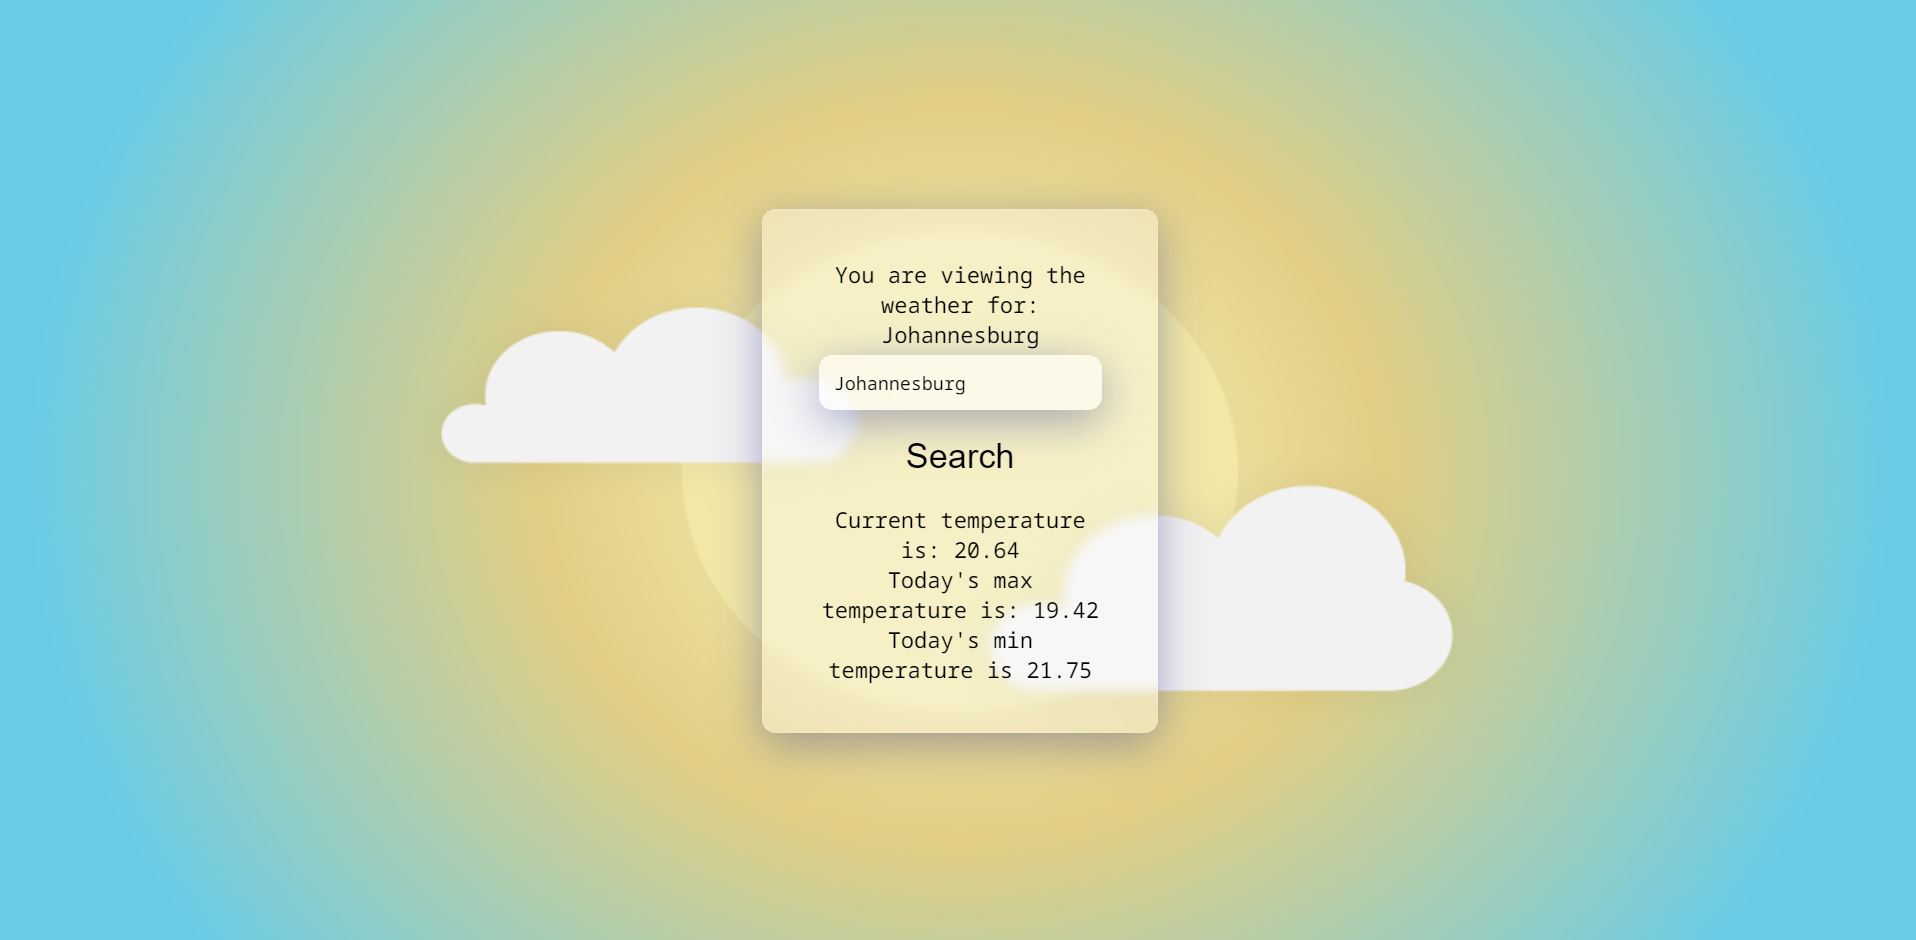 You are viewing the
weather for:
Johannesburg
Johannesburg
Search
Current temperature
is: 20.64
Today's max
temperature is: 19.42
Today's min
temperature is 21.75